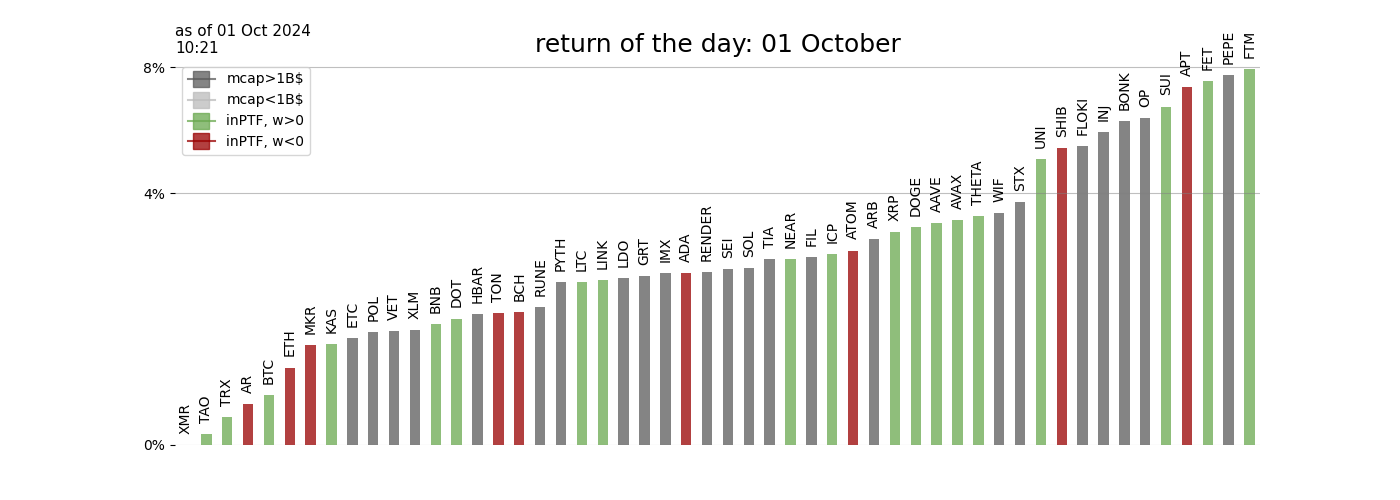 as of 01 Oct 2024
10:21
return of the day: 01 October
8%
4%
0%
mcap>1B$
mcap<1B$
inPTF, w>0
inPTF, w<0
XMR
TAO
TRX
AR
BTC
ETH
MKR
KAS
ETC
POL
VET
XLM
BNB
DOT
HBAR
TON
BCH
RUNE
PYTH
LTC
LINK
LDO
GRT
IMX
ADA
RENDER
SEI
SOL
TIA
NEAR
FIL
ICP
ATOM
ARB
XRP
DOGE
AAVE
AVAX
THETA
WIF
STX
UNI
SHIB
FLOKI
INJ
BONK
OP
SUI
APT
FET
PEPE
FTM